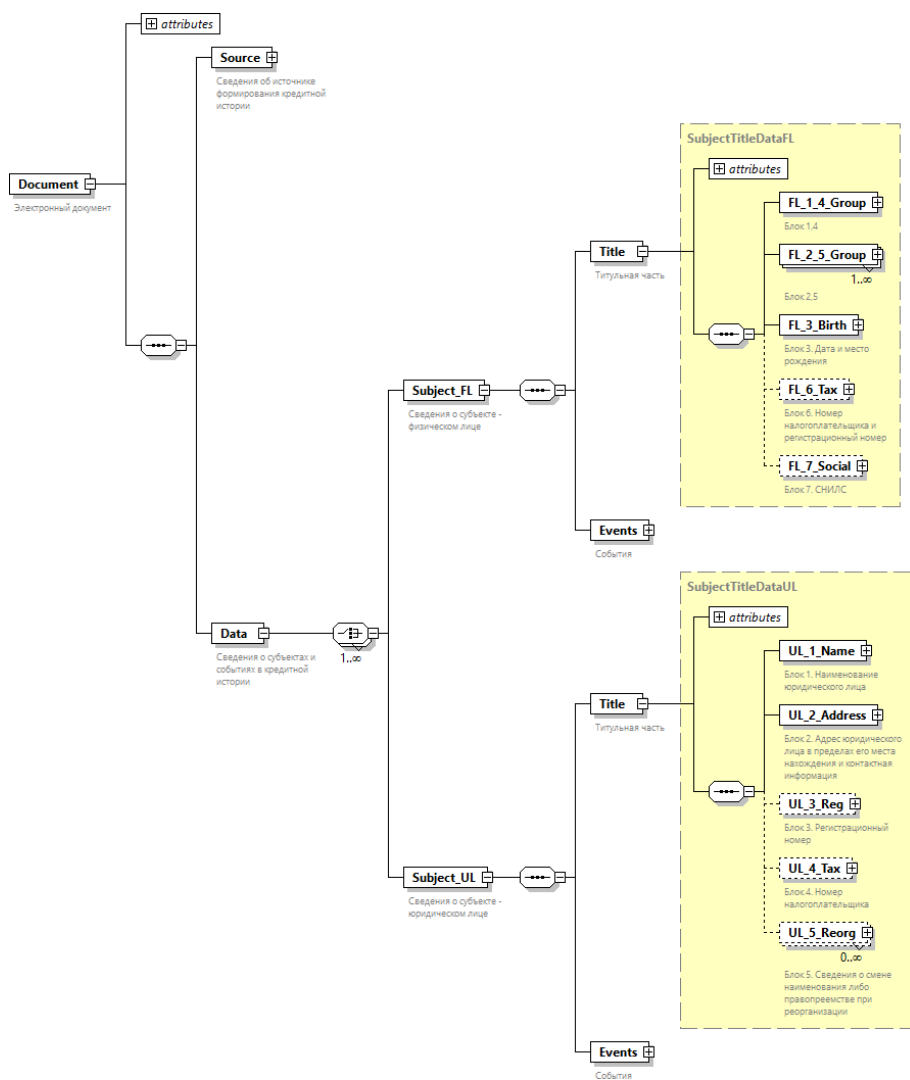 attributes
Source
Сведения об источнике
формирования кредитной
истории
Document
Электронный документ
SubjectTitleDataFL
attributes
FL_1_4_Group
Блок 1,4
FL_2_5_Group
1..∞
Блок 2,5
Title
Титульная часть
FL_3_Birth
Блок 3. Дата и место
рождения
Subject_FL
Сведения о субъекте -
физическом лице
FL_6_Tax
Блок 6. Номер
налогоплательщика и
регистрационный номер
FL_7_Social
Блок 7. СНИЛС
Events
События
Data
Сведения о субъектах и
событиях в кредитной
истории
1..∞
SubjectTitleDataUL
attributes
UL_1_Name
Блок 1. Наименование
юридического лица
Title
Титульная часть
UL_2_Address
Блок 2. Адрес юридического
лица в пределах его места
нахождения и контактная
информация
UL_3_Reg
Блок 3. Регистрационный
номер
Subject_UL
Сведения о субъекте -
юридическом лице
UL_4_Tax
Блок 4. Номер
налогоплательщика
UL_5_Reorg
0..∞
Блок 5. Сведения о смене
наименования либо
правопреемстве при
реорганизации
Events
События